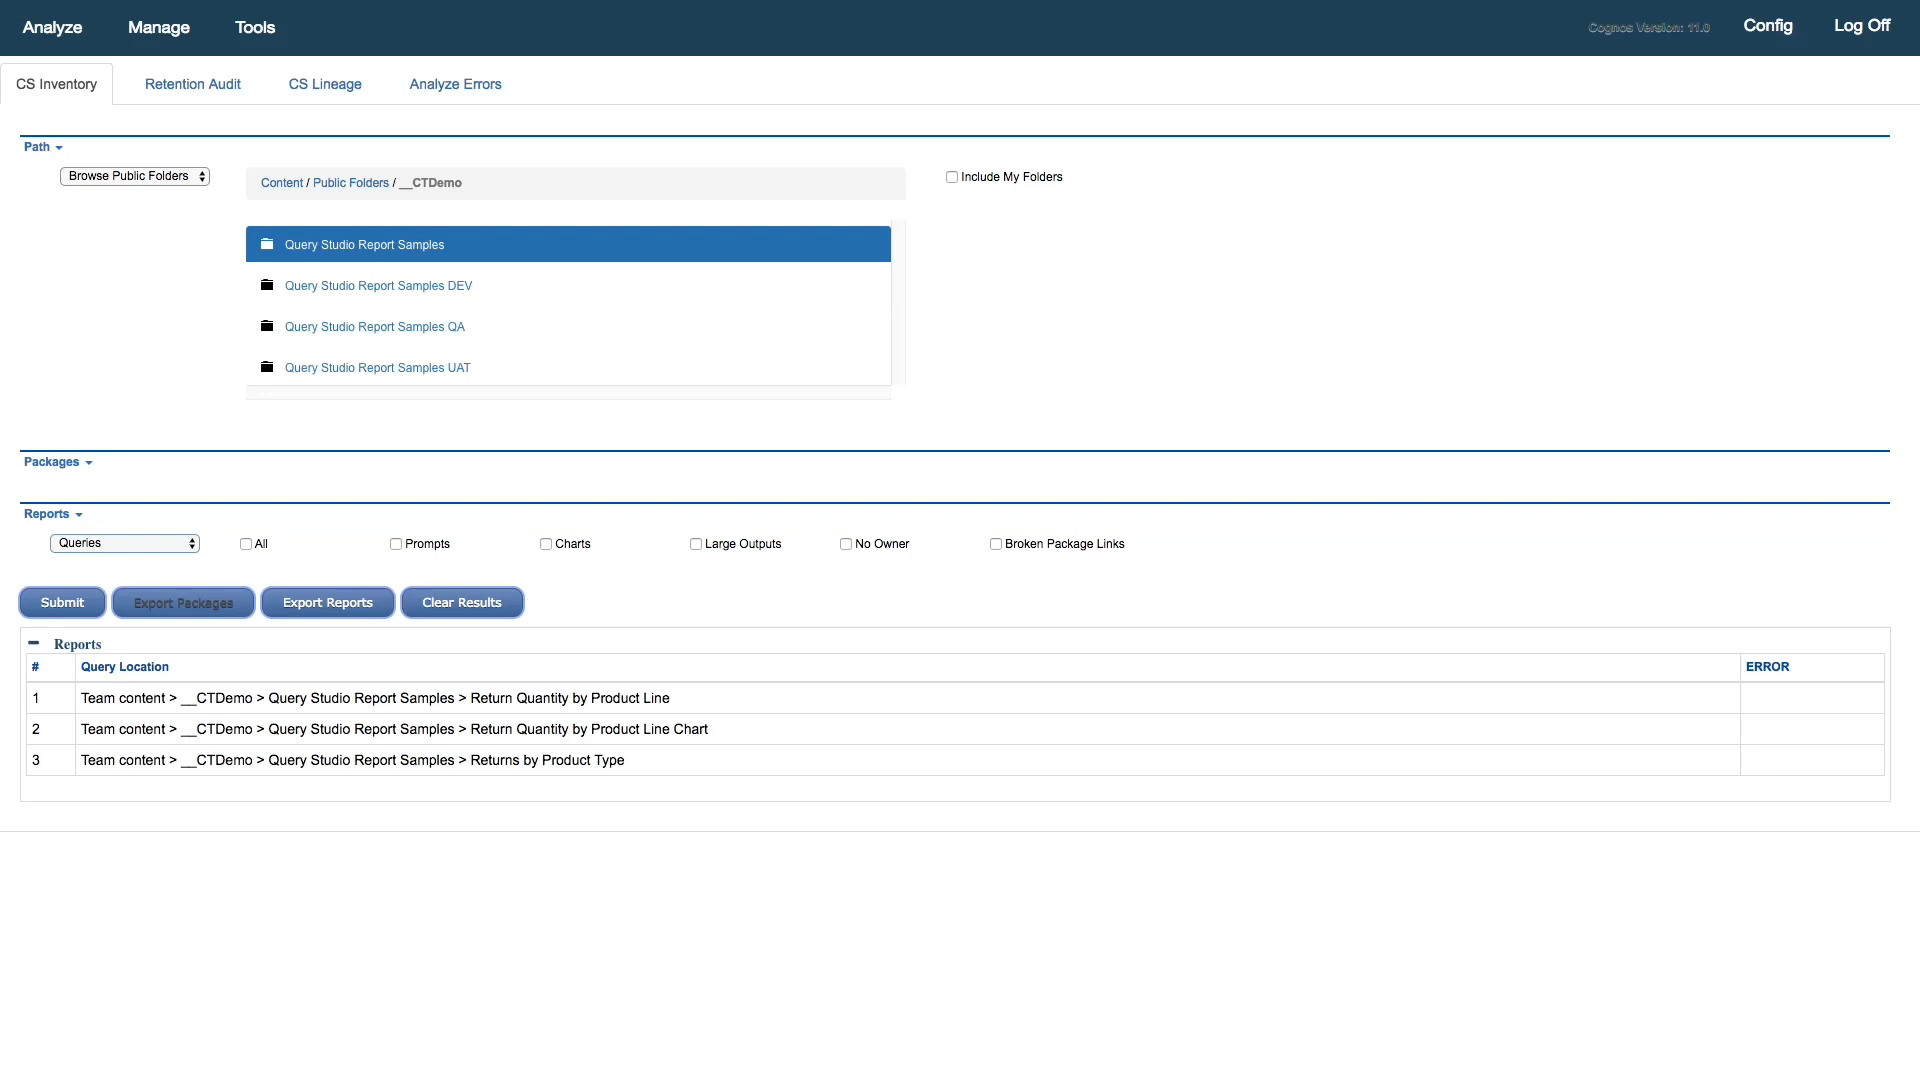 Analyze Manage Tools Cognos Version: 11.0 Config Log Off
CS Inventory Retention Audit CS Lineage Analyze Errors
Path
Browse Public Folders Content / Public Folders / __CTDemo Include My Folders
Query Studio Report Samples
Query Studio Report Samples DEV
Query Studio Report Samples QA
Query Studio Report Samples UAT
Packages
Reports
Queries All Prompts Charts Large Outputs No Owner Broken Package Links
Submit Export Packages Export Reports Clear Results
Reports
# Query Location ERROR
1 Team content > __CTDemo > Query Studio Report Samples > Return Quantity by Product Line
2 Team content > __CTDemo > Query Studio Report Samples > Return Quantity by Product Line Chart
3 Team content > __CTDemo > Query Studio Report Samples > Returns by Product Type